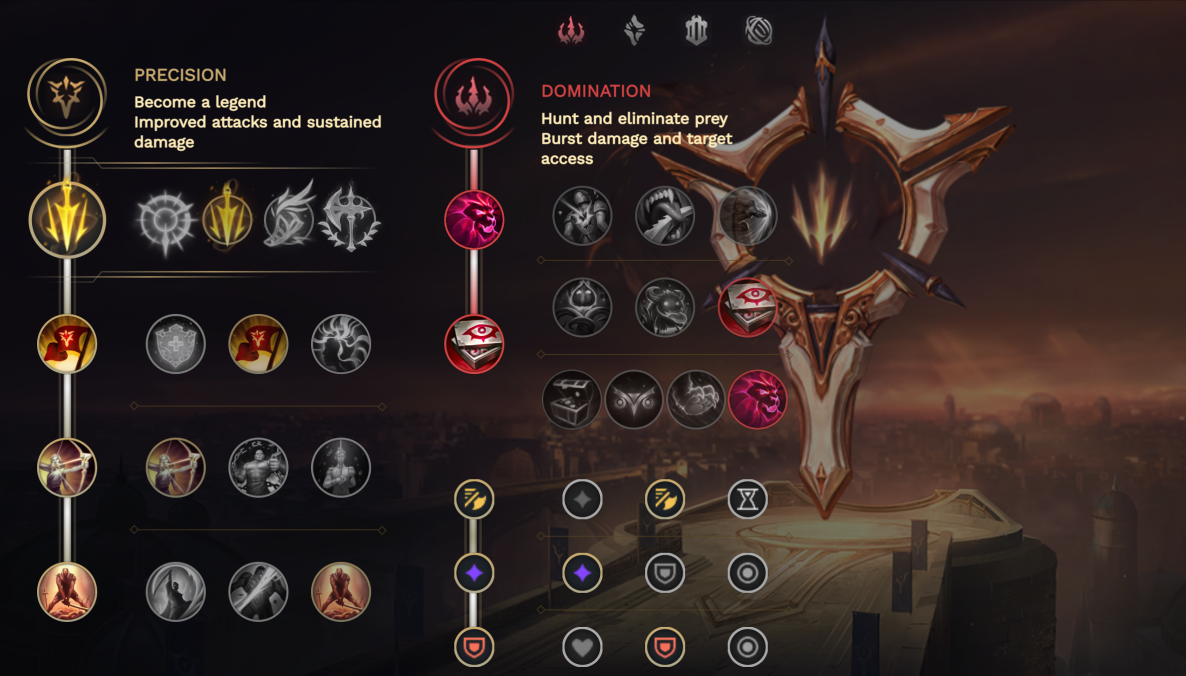 PRECISION
Become a legend
Improved attacks and sustained
damage
DOMINATION
Hunt and eliminate prey
Burst damage and target
access